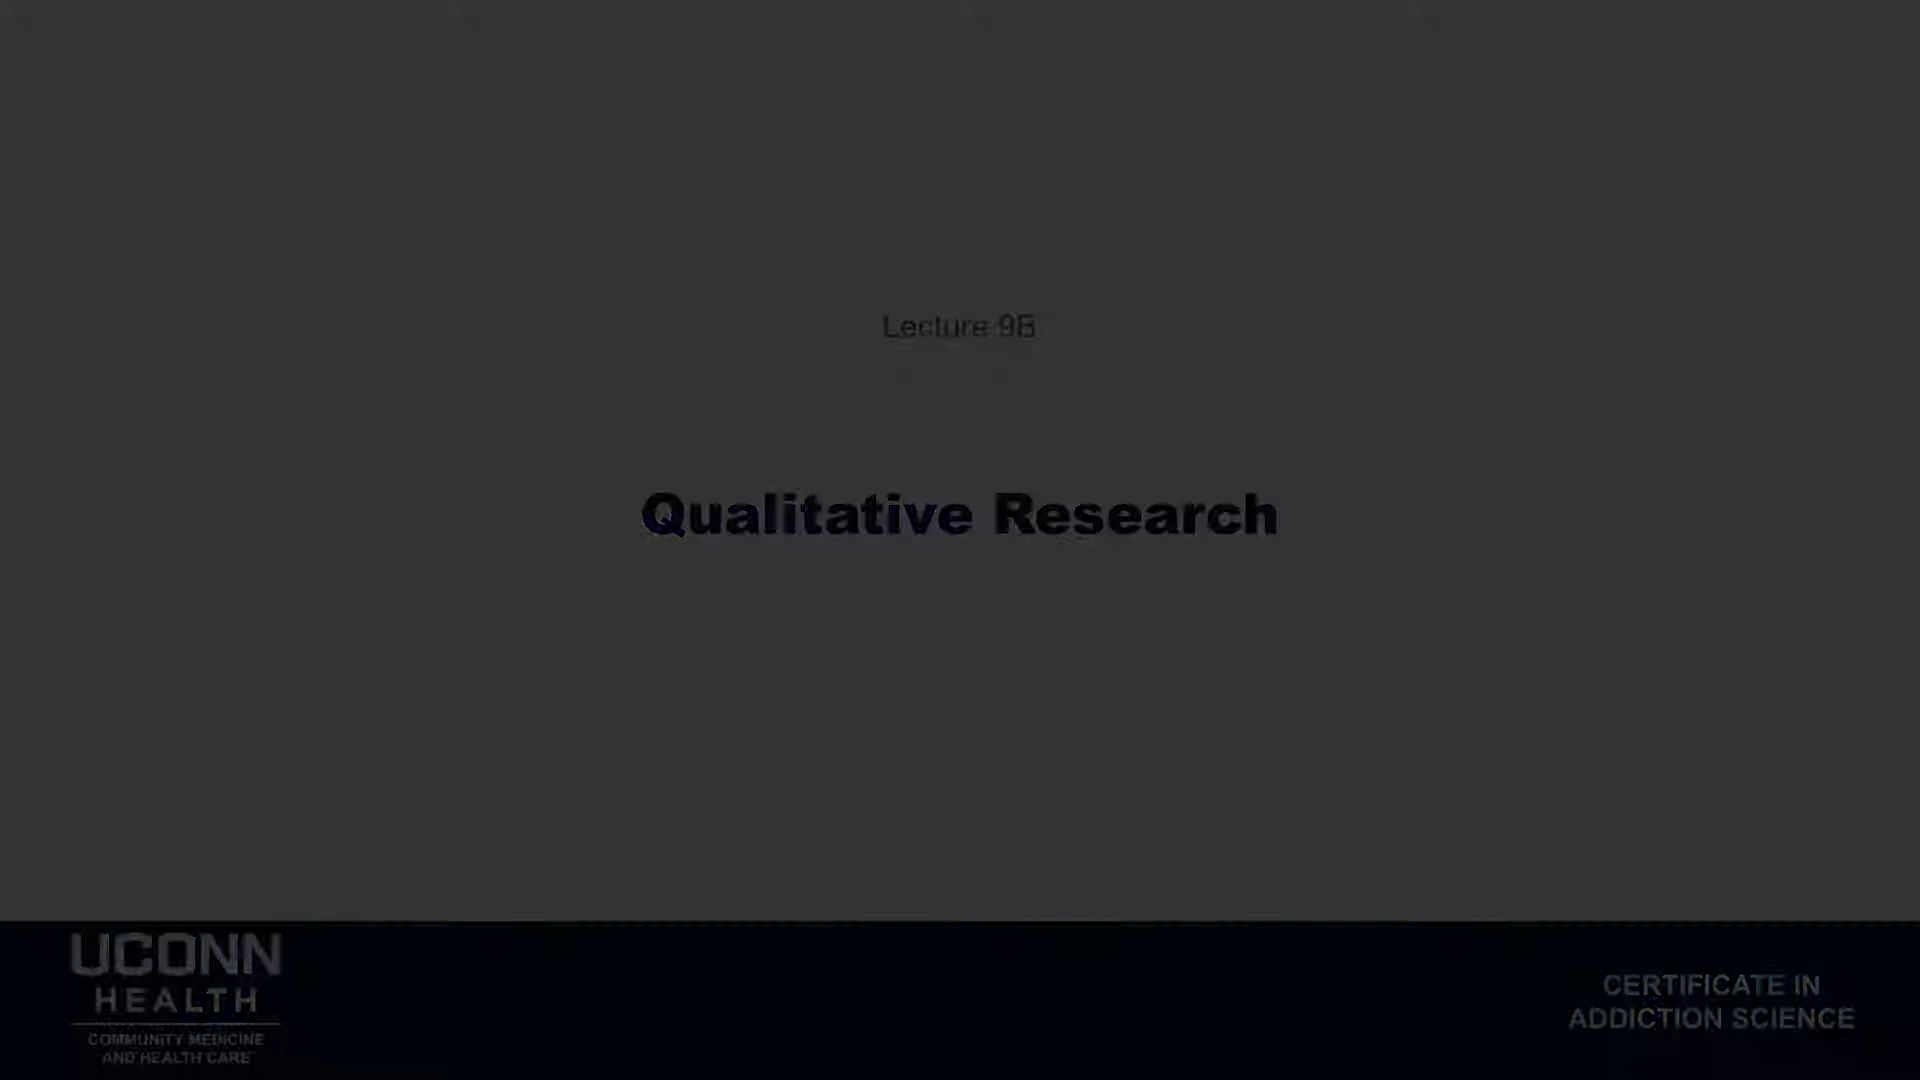 Lecture 9B
Qualitative Research
UCONN
HEALTH
COMMUNITY MEDICINE
AND HEALTH CARE
CERTIFICATE IN
ADDICTION SCIENCE